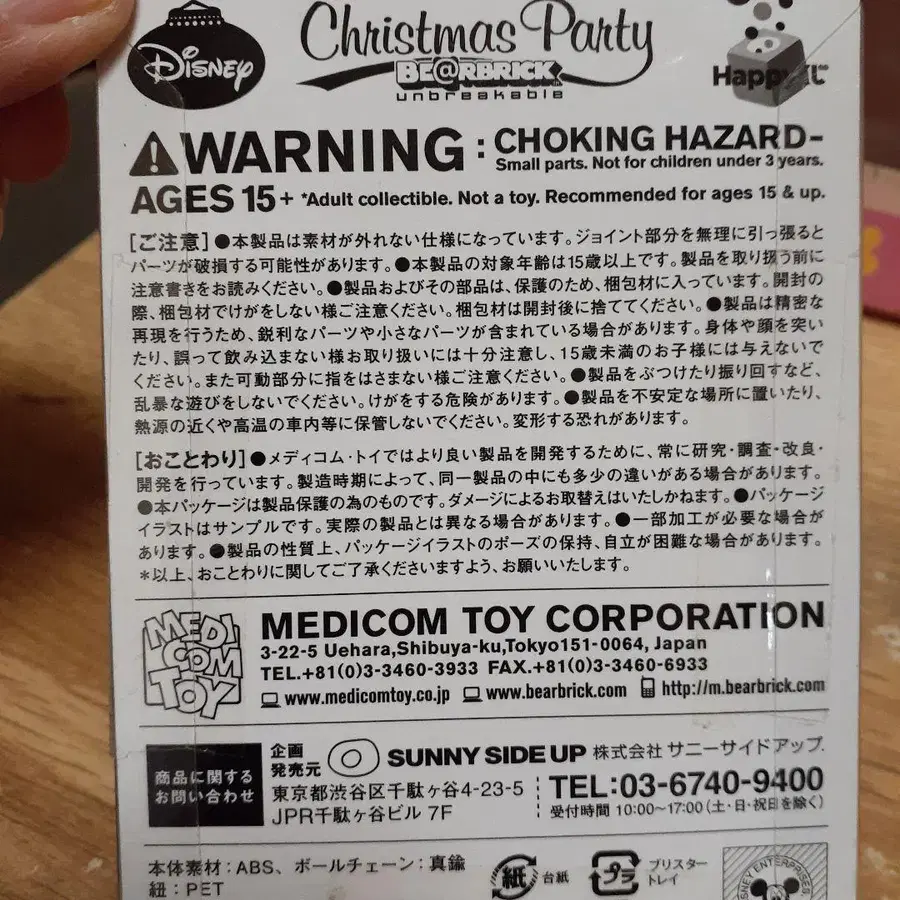 Disney
Christmas Party
BE@RBRICK
unbreakable
Happy
WARNING : CHOKING HAZARD-
Small parts. Not for children under 3 years.
AGES 15+ *Adult collectible. Not a toy. Recommended for ages 15 & up.
[ご注意] ●本製品は素材が外れない仕様になっています。ジョイント部分を無理に引っ張ると
パーツが破損する可能性があります。●本製品の対象年齢は15歳以上です。製品を取り扱う前に
注意書きをお読みください。●製品およびその部品は、保護のため、梱包材に入っています。開封の
際、梱包材でけがをしない様ご注意ください。梱包材は開封後に捨ててください。●製品は精密な
再現を行うため、鋭利なパーツや小さなパーツが含まれている場合があります。身体や顔を突い
たり、誤って飲み込まない様お取り扱いには十分注意し、15歳未満のお子様には与えないで
ください。また可動部分に指をはさまない様ご注意ください。●製品をぶつけたり振り回すなど、
乱暴な遊びをしないでください。けがをする危険があります。●製品を不安定な場所に置いたり、
熱源の近くや高温の車内等に保管しないでください。変形する恐れがあります。
[おことわり] ●メディコム・トイではより良い製品を開発するために、常に研究・調査・改良・
開発を行っています。製造時期によって、同一製品の中にも多少の違いがある場合があります。
●本パッケージは製品保護の為のものです。ダメージによるお取替えはいたしかねます。●パッケージ
イラストはサンプルです。実際の製品とは異なる場合があります。●一部加工が必要な場合が
あります。●製品の性質上、パッケージイラストのポーズの保持、自立が困難な場合があります。
*以上、おことわりに関してご了承くださいますよう、お願いいたします。
MEDI
COM
TOY
MEDICOM TOY CORPORATION
3-22-5 Uehara,Shibuya-ku,Tokyo151-0064, Japan
TEL.+81(0)3-3460-3933 FAX.+81(0)3-3460-6933
www.medicomtoy.co.jp www.bearbrick.com http://m.bearbrick.com
商品に関する
お問い合わせ
企画
発売元
SUNNY SIDE UP 株式会社 サニーサイドアップ.
東京都渋谷区千駄ヶ谷4-23-5
JPR千駄ヶ谷ビル 7F
TEL:03-6740-9400
受付時間 10:00〜17:00(土・日・祝日を除く)
本体素材:ABS、ボールチェーン:真鍮
紐:PET
紙 台紙
プラ ブリスター
トレイ
DISNEY ENTERPRISES